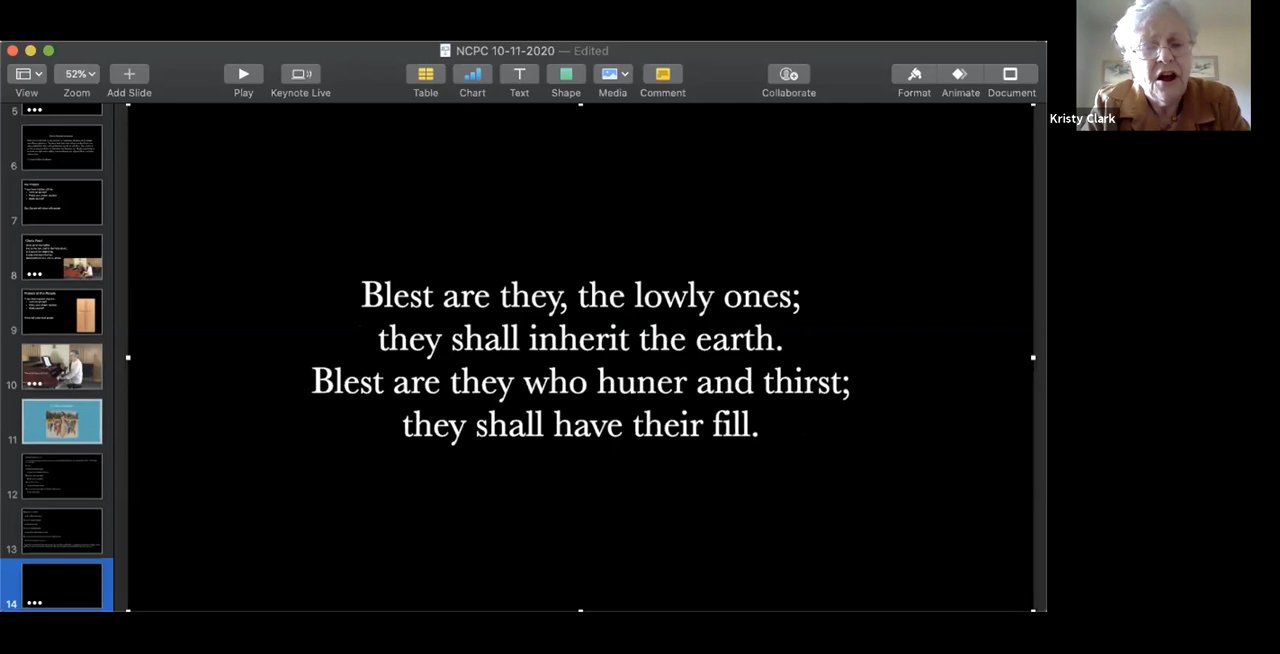 NCPC 10-11-2020 — Edited
52%
View
Zoom
Add Slide
Play
Keynote Live
Table
Chart
Text
Shape
Media
Comment
Collaborate
Format
Animate
Document
Kristy Clark
5
6
7
8
9
10
11
12
13
14
Blest are they, the lowly ones;
they shall inherit the earth.
Blest are they who huner and thirst;
they shall have their fill.